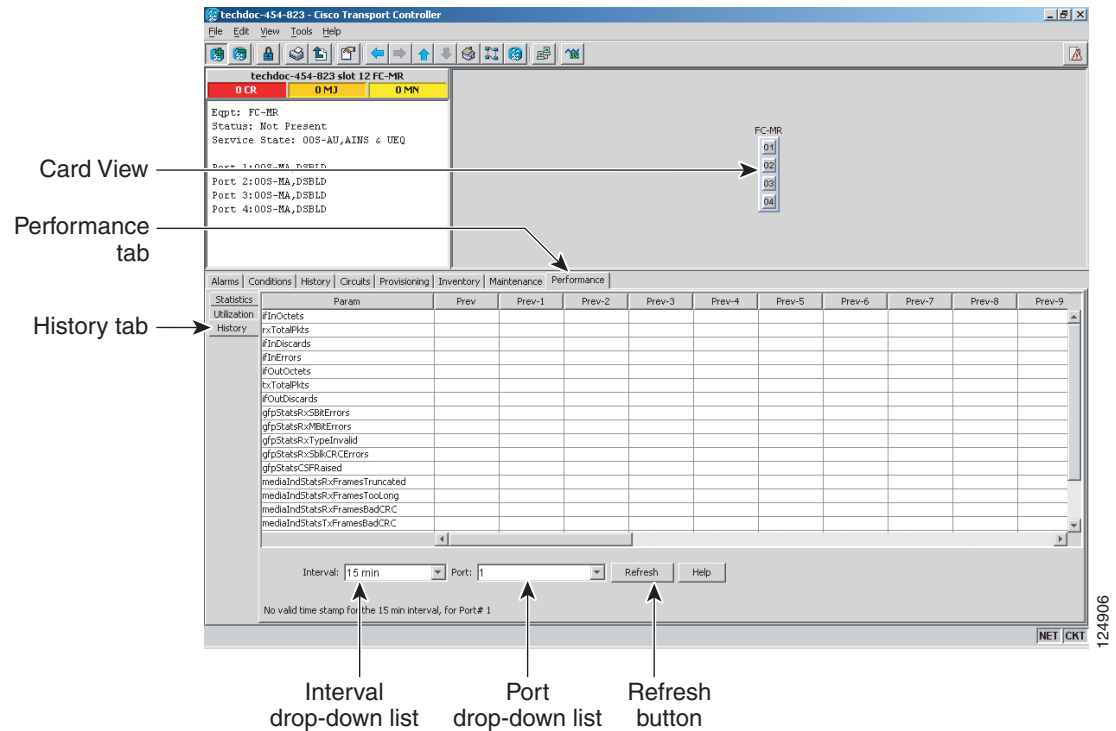 techdoc-454-823 - Cisco Transport Controller
File Edit View Tools Help
techdoc-454-823 slot 12 FC-MR
0 CR 0 MJ 0 MN
Eqpt: FC-MR
Status: Not Present
Service State: OOS-AU,AINS & UEQ
Port 1:OOS-MA,DSBLD
Port 2:OOS-MA,DSBLD
Port 3:OOS-MA,DSBLD
Port 4:OOS-MA,DSBLD
FC-MR
01
02
03
04
Card View
Performance
tab
History tab
Alarms Conditions History Circuits Provisioning Inventory Maintenance Performance
Statistics
Utilization
History
Param Prev Prev-1 Prev-2 Prev-3 Prev-4 Prev-5 Prev-6 Prev-7 Prev-8 Prev-9
ifInOctets
rxTotalPkts
ifInDiscards
ifInErrors
ifOutOctets
txTotalPkts
ifOutDiscards
gfpStatsRxSBitErrors
gfpStatsRxMBitErrors
gfpStatsRxTypeInvalid
gfpStatsRxSblkCRCErrors
gfpStatsCSFRaised
mediaIndStatsRxFramesTruncated
mediaIndStatsRxFramesTooLong
mediaIndStatsRxFramesBadCRC
mediaIndStatsTxFramesBadCRC
Interval: 15 min Port: 1 Refresh Help
No valid time stamp for the 15 min interval, for Port# 1
NET CKT
124906
Interval
drop-down list
Port
drop-down list
Refresh
button